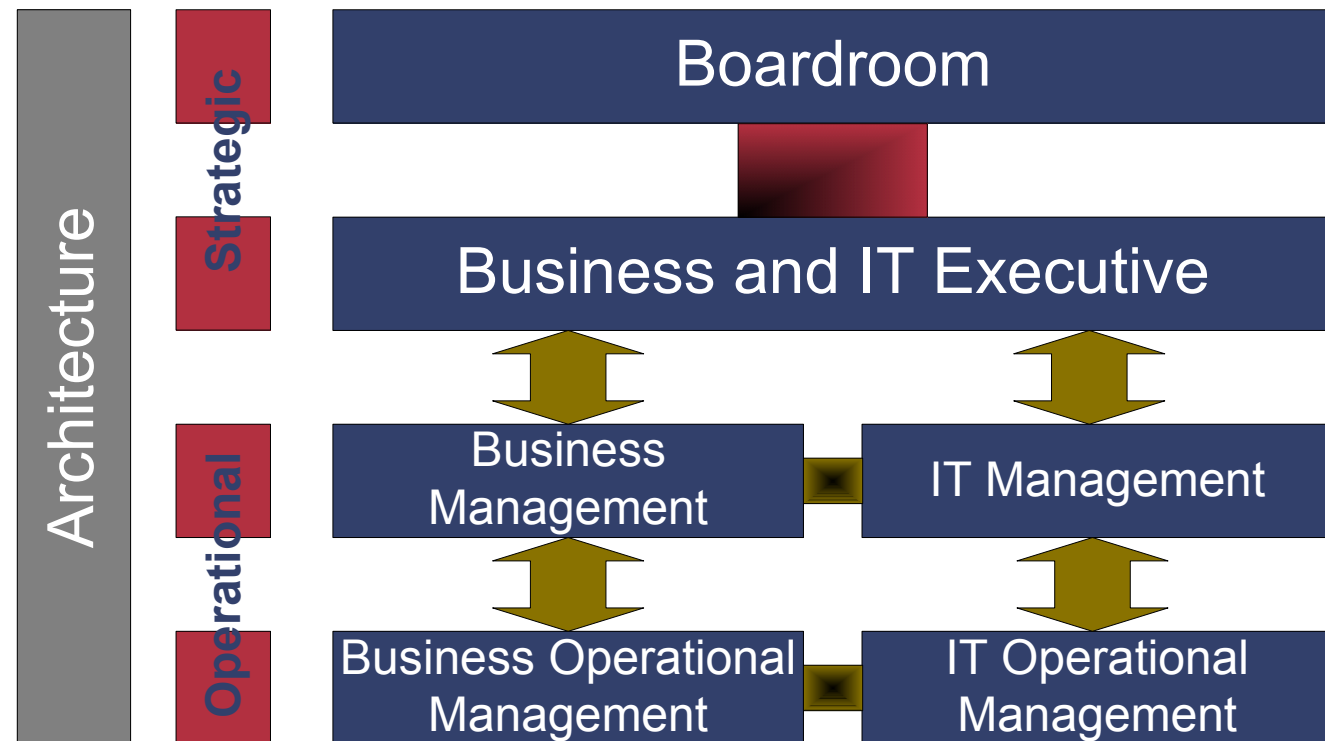 Architecture
Strategic
Boardroom
Business and IT Executive
Operational
Business
Management
IT Management
Business Operational
Management
IT Operational
Management